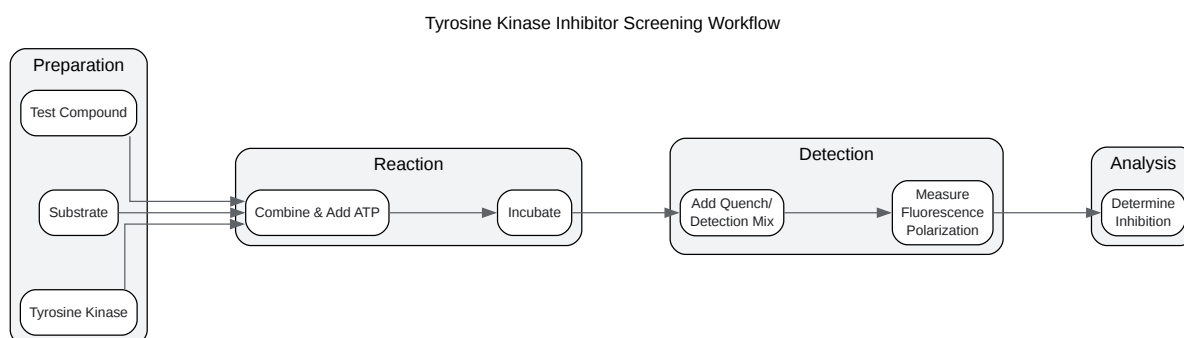 Tyrosine Kinase Inhibitor Screening Workflow
Preparation
Test Compound
Substrate
Tyrosine Kinase
Reaction
Combine & Add ATP
Incubate
Detection
Add Quench/
Detection Mix
Measure
Fluorescence
Polarization
Analysis
Determine
Inhibition